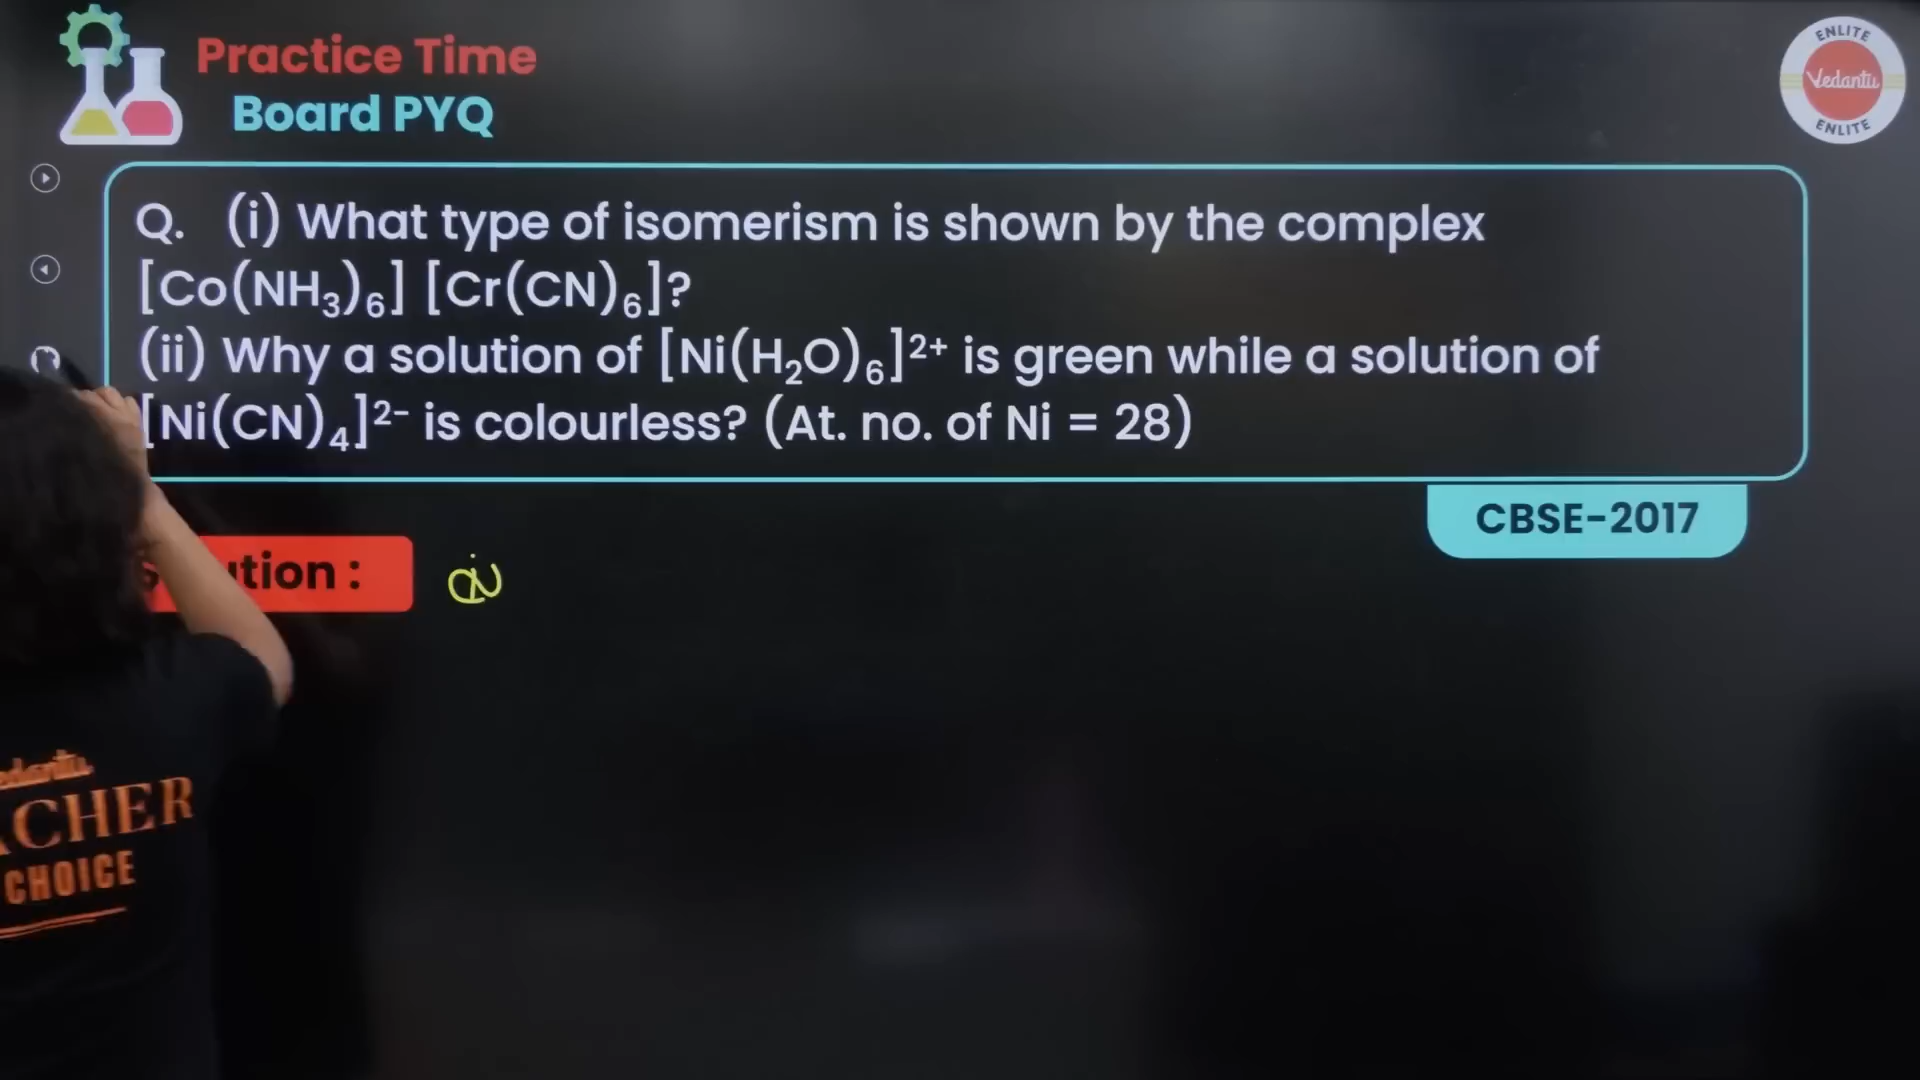 Practice Time
Board PYQ
ENLITE
Vedantu
ENLITE
Q. (i) What type of isomerism is shown by the complex
[Co(NH₃)₆] [Cr(CN)₆]?
(ii) Why a solution of [Ni(H₂O)₆]²⁺ is green while a solution of
[Ni(CN)₄]²⁻ is colourless? (At. no. of Ni = 28)
CBSE-2017
CHOICE